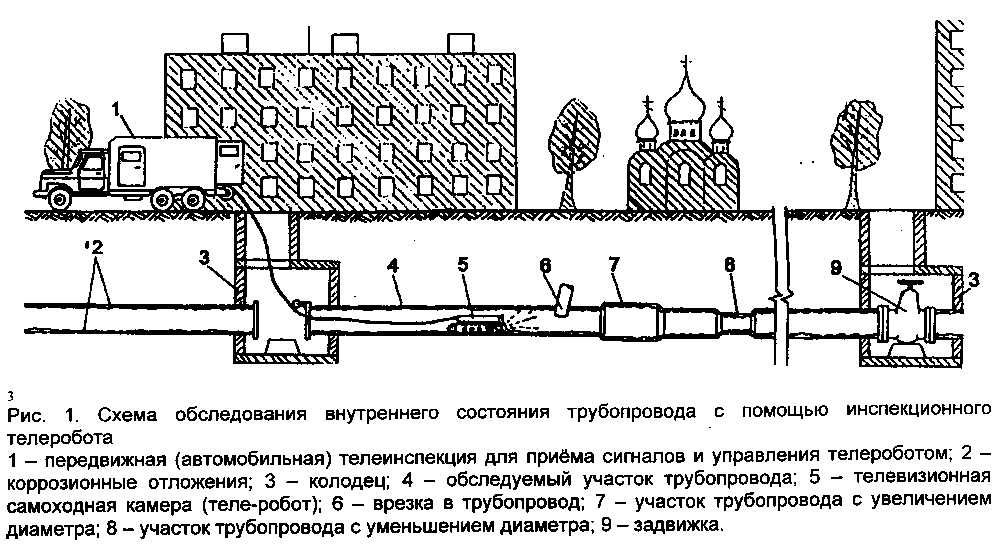 1
'2
3
4
5
6
7
8
9
3
3
Рис. 1. Схема обследования внутреннего состояния трубопровода с помощью инспекционного
телеробота
1 – передвижная (автомобильная) телеинспекция для приёма сигналов и управления телероботом; 2 –
коррозионные отложения; 3 – колодец; 4 – обследуемый участок трубопровода; 5 – телевизионная
самоходная камера (теле-робот); 6 – врезка в трубопровод; 7 – участок трубопровода с увеличением
диаметра; 8 – участок трубопровода с уменьшением диаметра; 9 – задвижка.